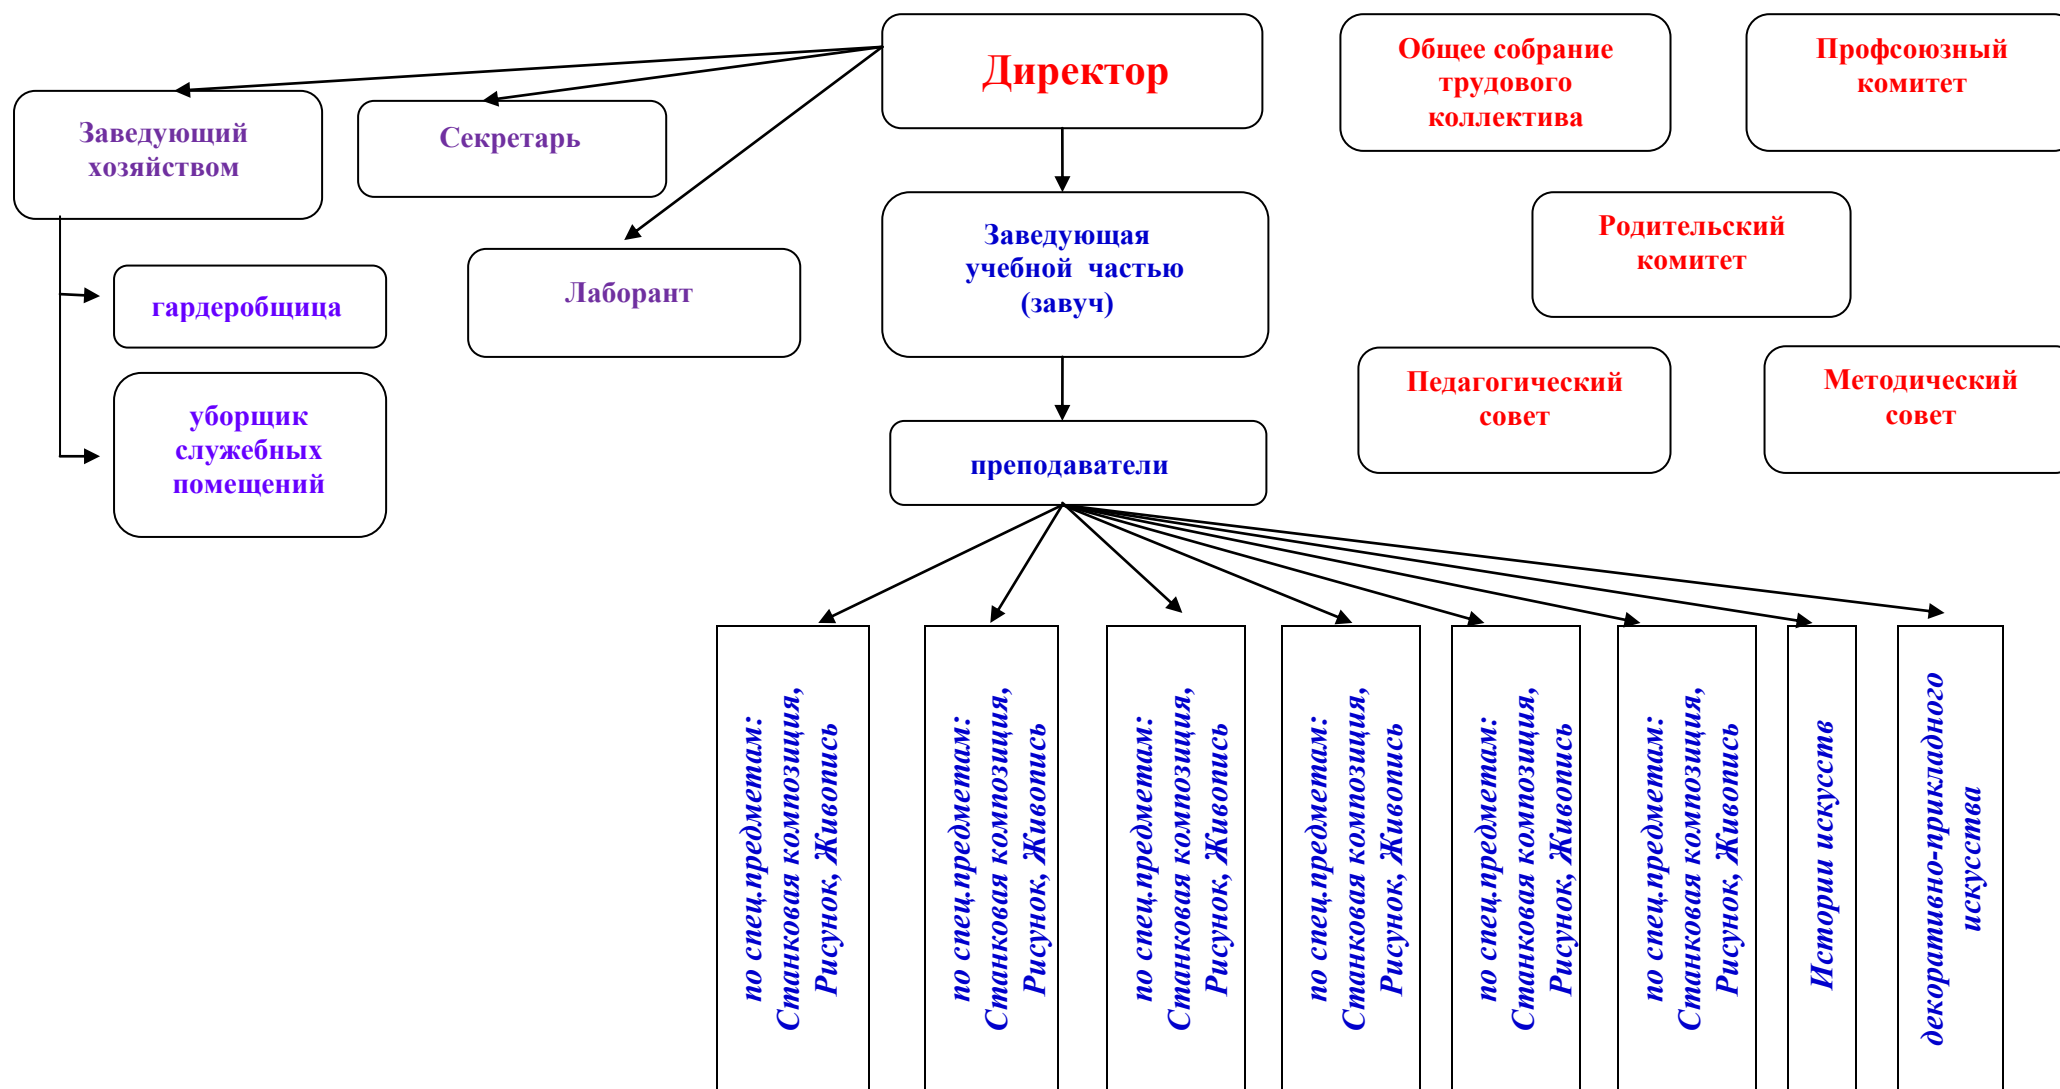 Директор
Общее собрание
трудового
коллектива
Профсоюзный
комитет
Заведующий
хозяйством
Секретарь
Заведующая
учебной частью
(завуч)
Родительский
комитет
Лаборант
гардеробщица
Педагогический
совет
Методический
совет
уборщик
служебных
помещений
преподаватели
по спец.предметам:
Станковая композиция,
Рисунок, Живопись
по спец.предметам:
Станковая композиция,
Рисунок, Живопись
по спец.предметам:
Станковая композиция,
Рисунок, Живопись
по спец.предметам:
Станковая композиция,
Рисунок, Живопись
по спец.предметам:
Станковая композиция,
Рисунок, Живопись
по спец.предметам:
Станковая композиция,
Рисунок, Живопись
Истории искусств
декоративно-прикладного
искусства